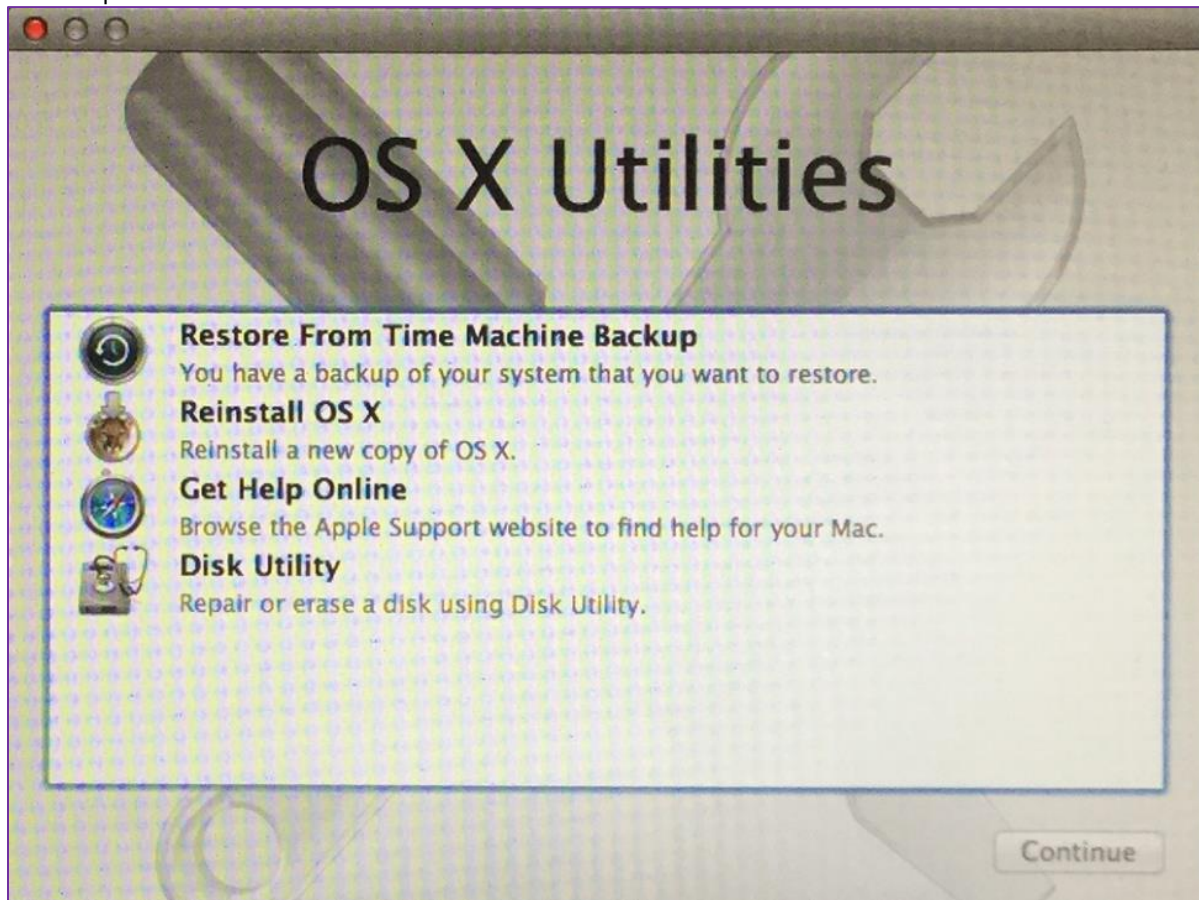 OS X Utilities
Restore From Time Machine Backup
You have a backup of your system that you want to restore.
Reinstall OS X
Reinstall a new copy of OS X.
Get Help Online
Browse the Apple Support website to find help for your Mac.
Disk Utility
Repair or erase a disk using Disk Utility.
Continue